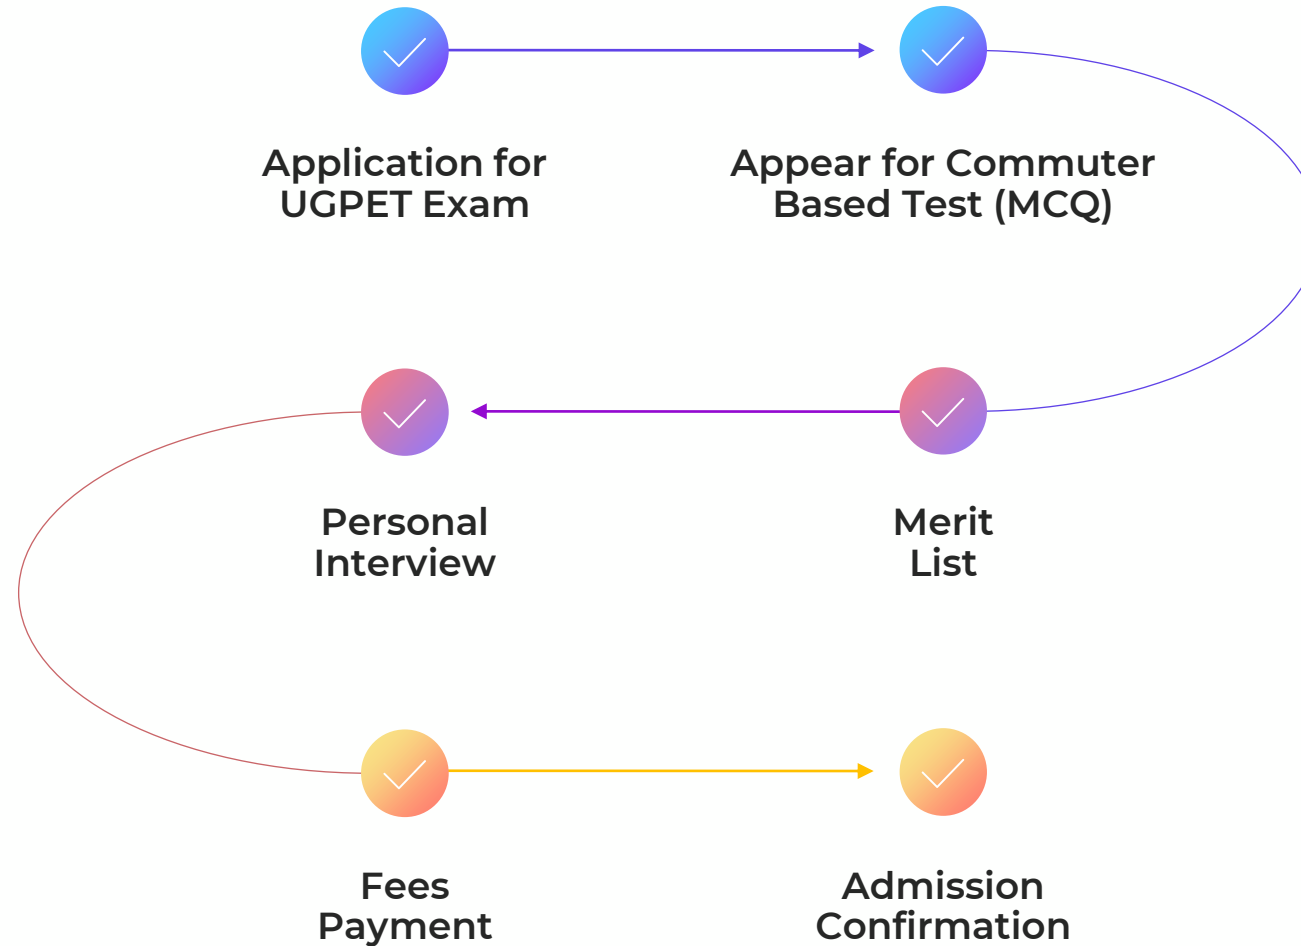 Application for
UGPET Exam
Appear for Commuter
Based Test (MCQ)
Personal
Interview
Merit
List
Fees
Payment
Admission
Confirmation